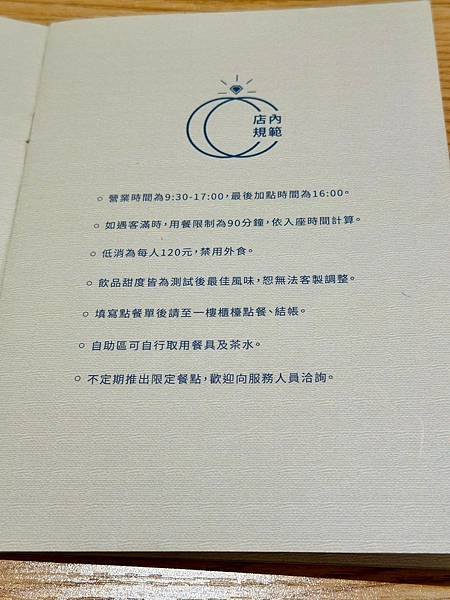 店內
規範
營業時間為9:30-17:00,最後加點時間為16:00。
如遇客滿時,用餐限制為90分鐘,依入座時間計算。
低消為每人120元,禁用外食。
飲品甜度皆為測試後最佳風味,恕無法客製調整。
填寫點餐單後請至一樓櫃檯點餐、結帳。
自助區可自行取用餐具及茶水。
不定期推出限定餐點,歡迎向服務人員洽詢。